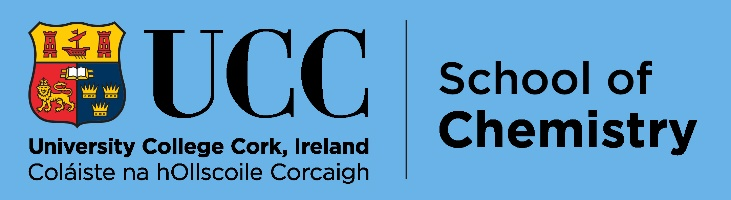 UCC
University College Cork, Ireland
Coláiste na hOllscoile Corcaigh
School of
Chemistry